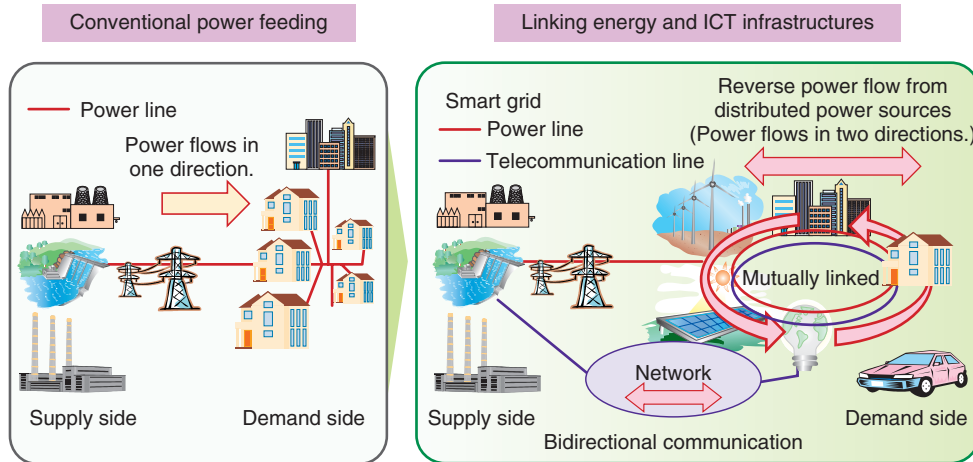 Conventional power feeding
Power line
Power flows in
one direction.
Supply side
Demand side
Linking energy and ICT infrastructures
Smart grid
Power line
Telecommunication line
Reverse power flow from
distributed power sources
(Power flows in two directions.)
Mutually linked
Network
Supply side
Demand side
Bidirectional communication